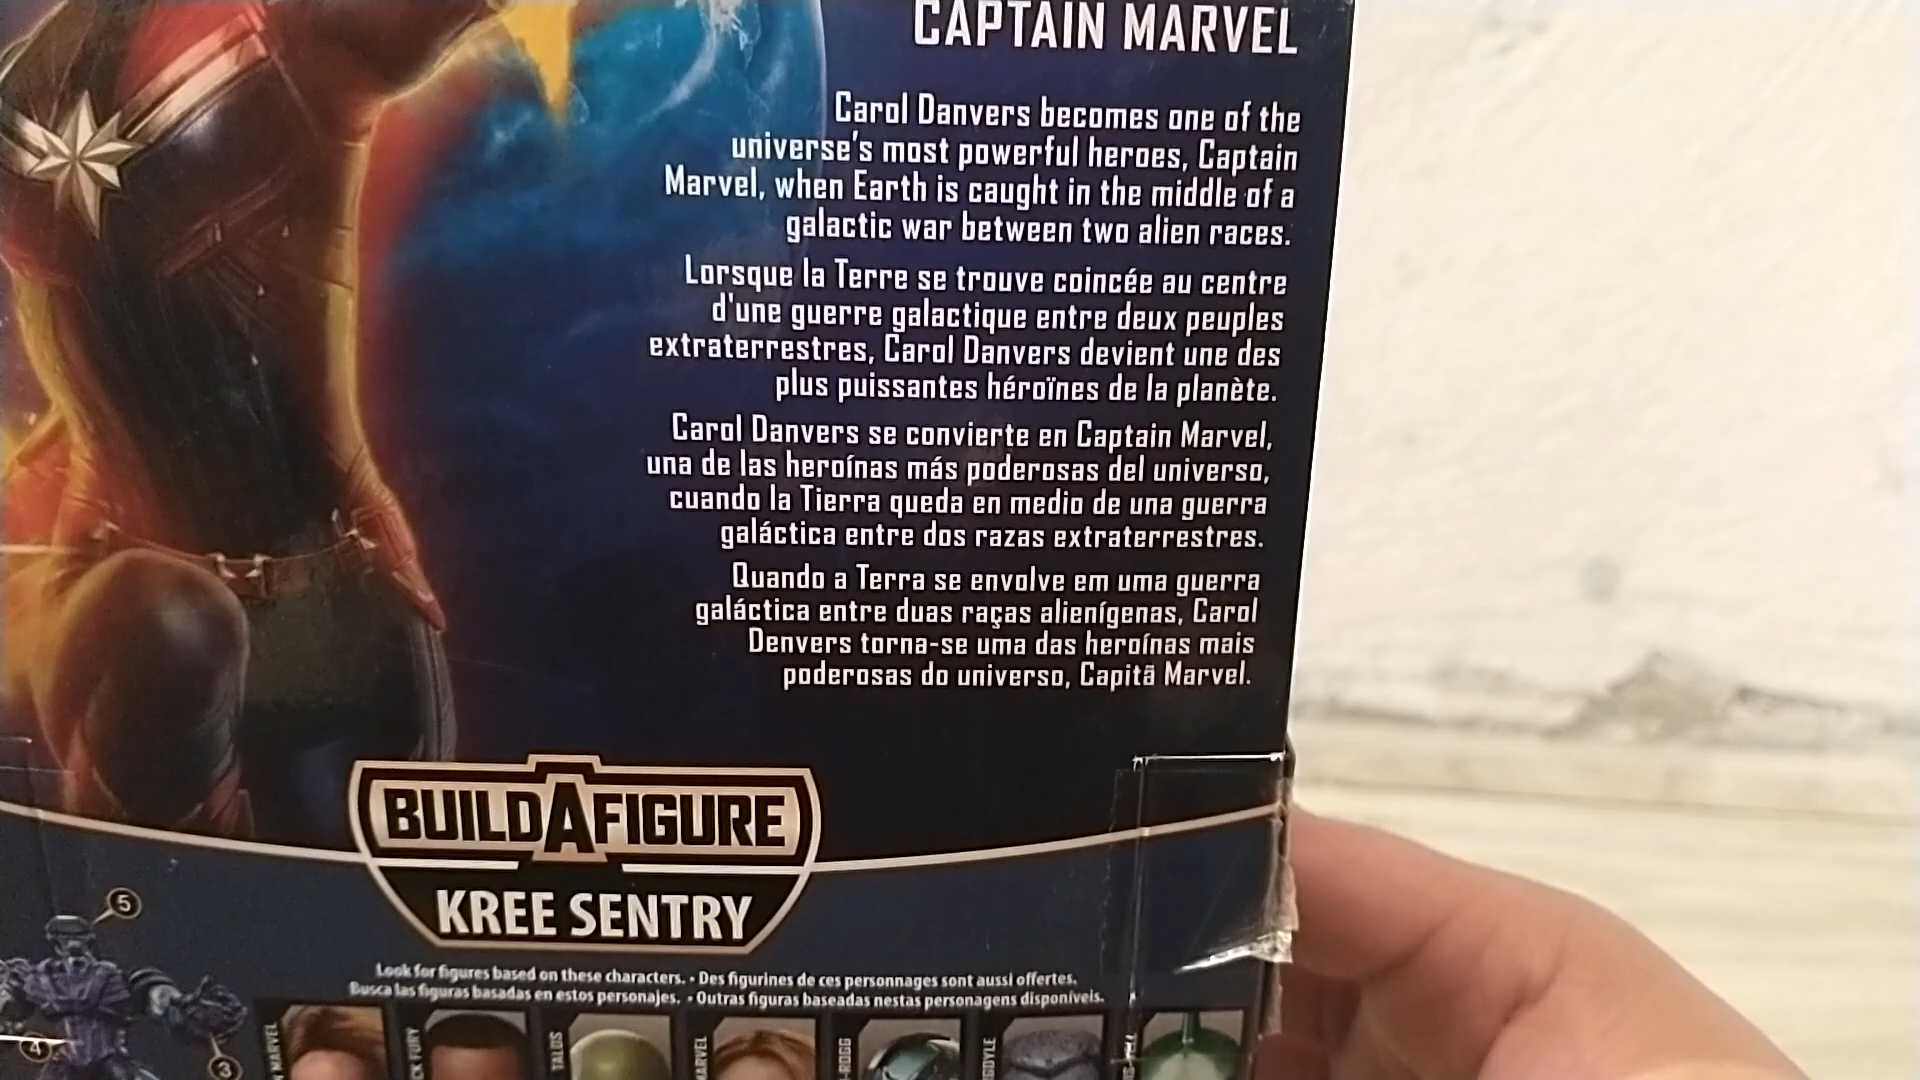 CAPTAIN MARVEL
Carol Danvers becomes one of the
universe's most powerful heroes, Captain
Marvel, when Earth is caught in the middle of a
galactic war between two alien races.
Lorsque la Terre se trouve coincée au centre
d'une guerre galactique entre deux peuples
extraterrestres, Carol Danvers devient une des
plus puissantes héroïnes de la planète.
Carol Danvers se convierte en Captain Marvel,
una de las heroínas más poderosas del universo,
cuando la Tierra queda en medio de una guerra
galáctica entre dos razas extraterrestres.
Quando a Terra se envolve em uma guerra
galáctica entre duas raças alienígenas, Carol
Denvers torna-se uma das heroínas mais
poderosas do universo, Capitã Marvel.
BUILD A FIGURE
KREE SENTRY
5
4
3
Look for figures based on these characters. • Des figurines de ces personnages sont aussi offertes.
Busca las figuras basadas en estos personajes. • Outras figuras baseadas nestas personagens disponíveis.
MARVEL
FURY
TALOS
MARVEL